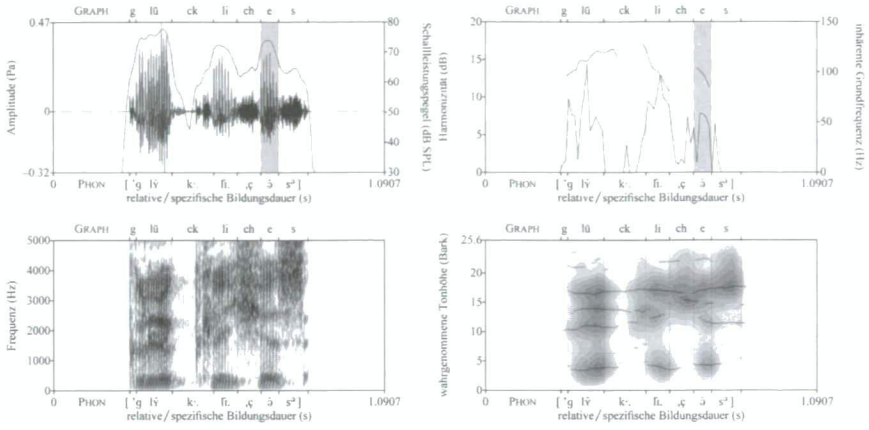 GRAPH g lü ck li ch e s
0.47
0
−0.32
Amplitude (Pa)
80
70
60
50
40
30
Schallleistungspegel (dB SPL)
0 PHON 1.0907
relative/spezifische Bildungsdauer (s)
GRAPH g lü ck li ch e s
20
15
10
5
0
Harmonizität (dB)
150
100
50
0
inhärente Grundfrequenz (Hz)
0 PHON 1.0907
relative/spezifische Bildungsdauer (s)
GRAPH g lü ck li ch e s
5000
4000
3000
2000
1000
0
Frequenz (Hz)
0 PHON 1.0907
relative/spezifische Bildungsdauer (s)
GRAPH g lü ck li ch e s
25.6
20
15
10
5
0
wahrgenommene Tonhöhe (Bark)
0 PHON 1.0907
relative/spezifische Bildungsdauer (s)